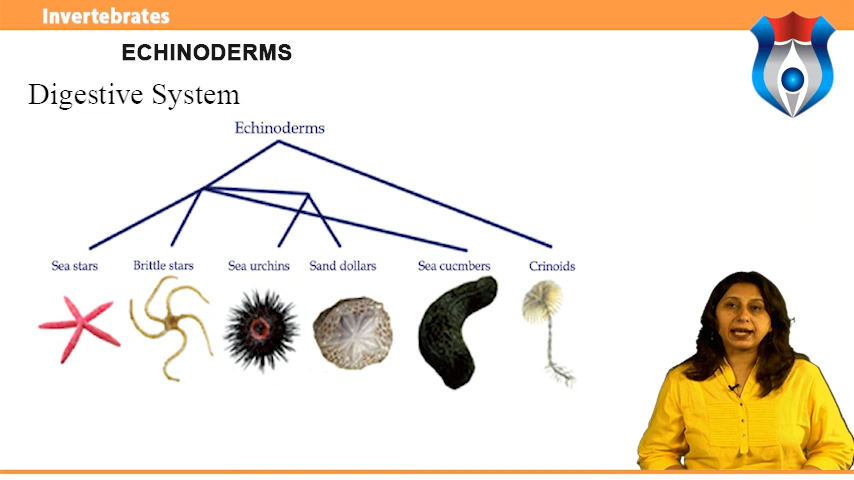 Invertebrates
ECHINODERMS
Digestive System
Echinoderms
Sea stars
Brittle stars
Sea urchins
Sand dollars
Sea cucmbers
Crinoids